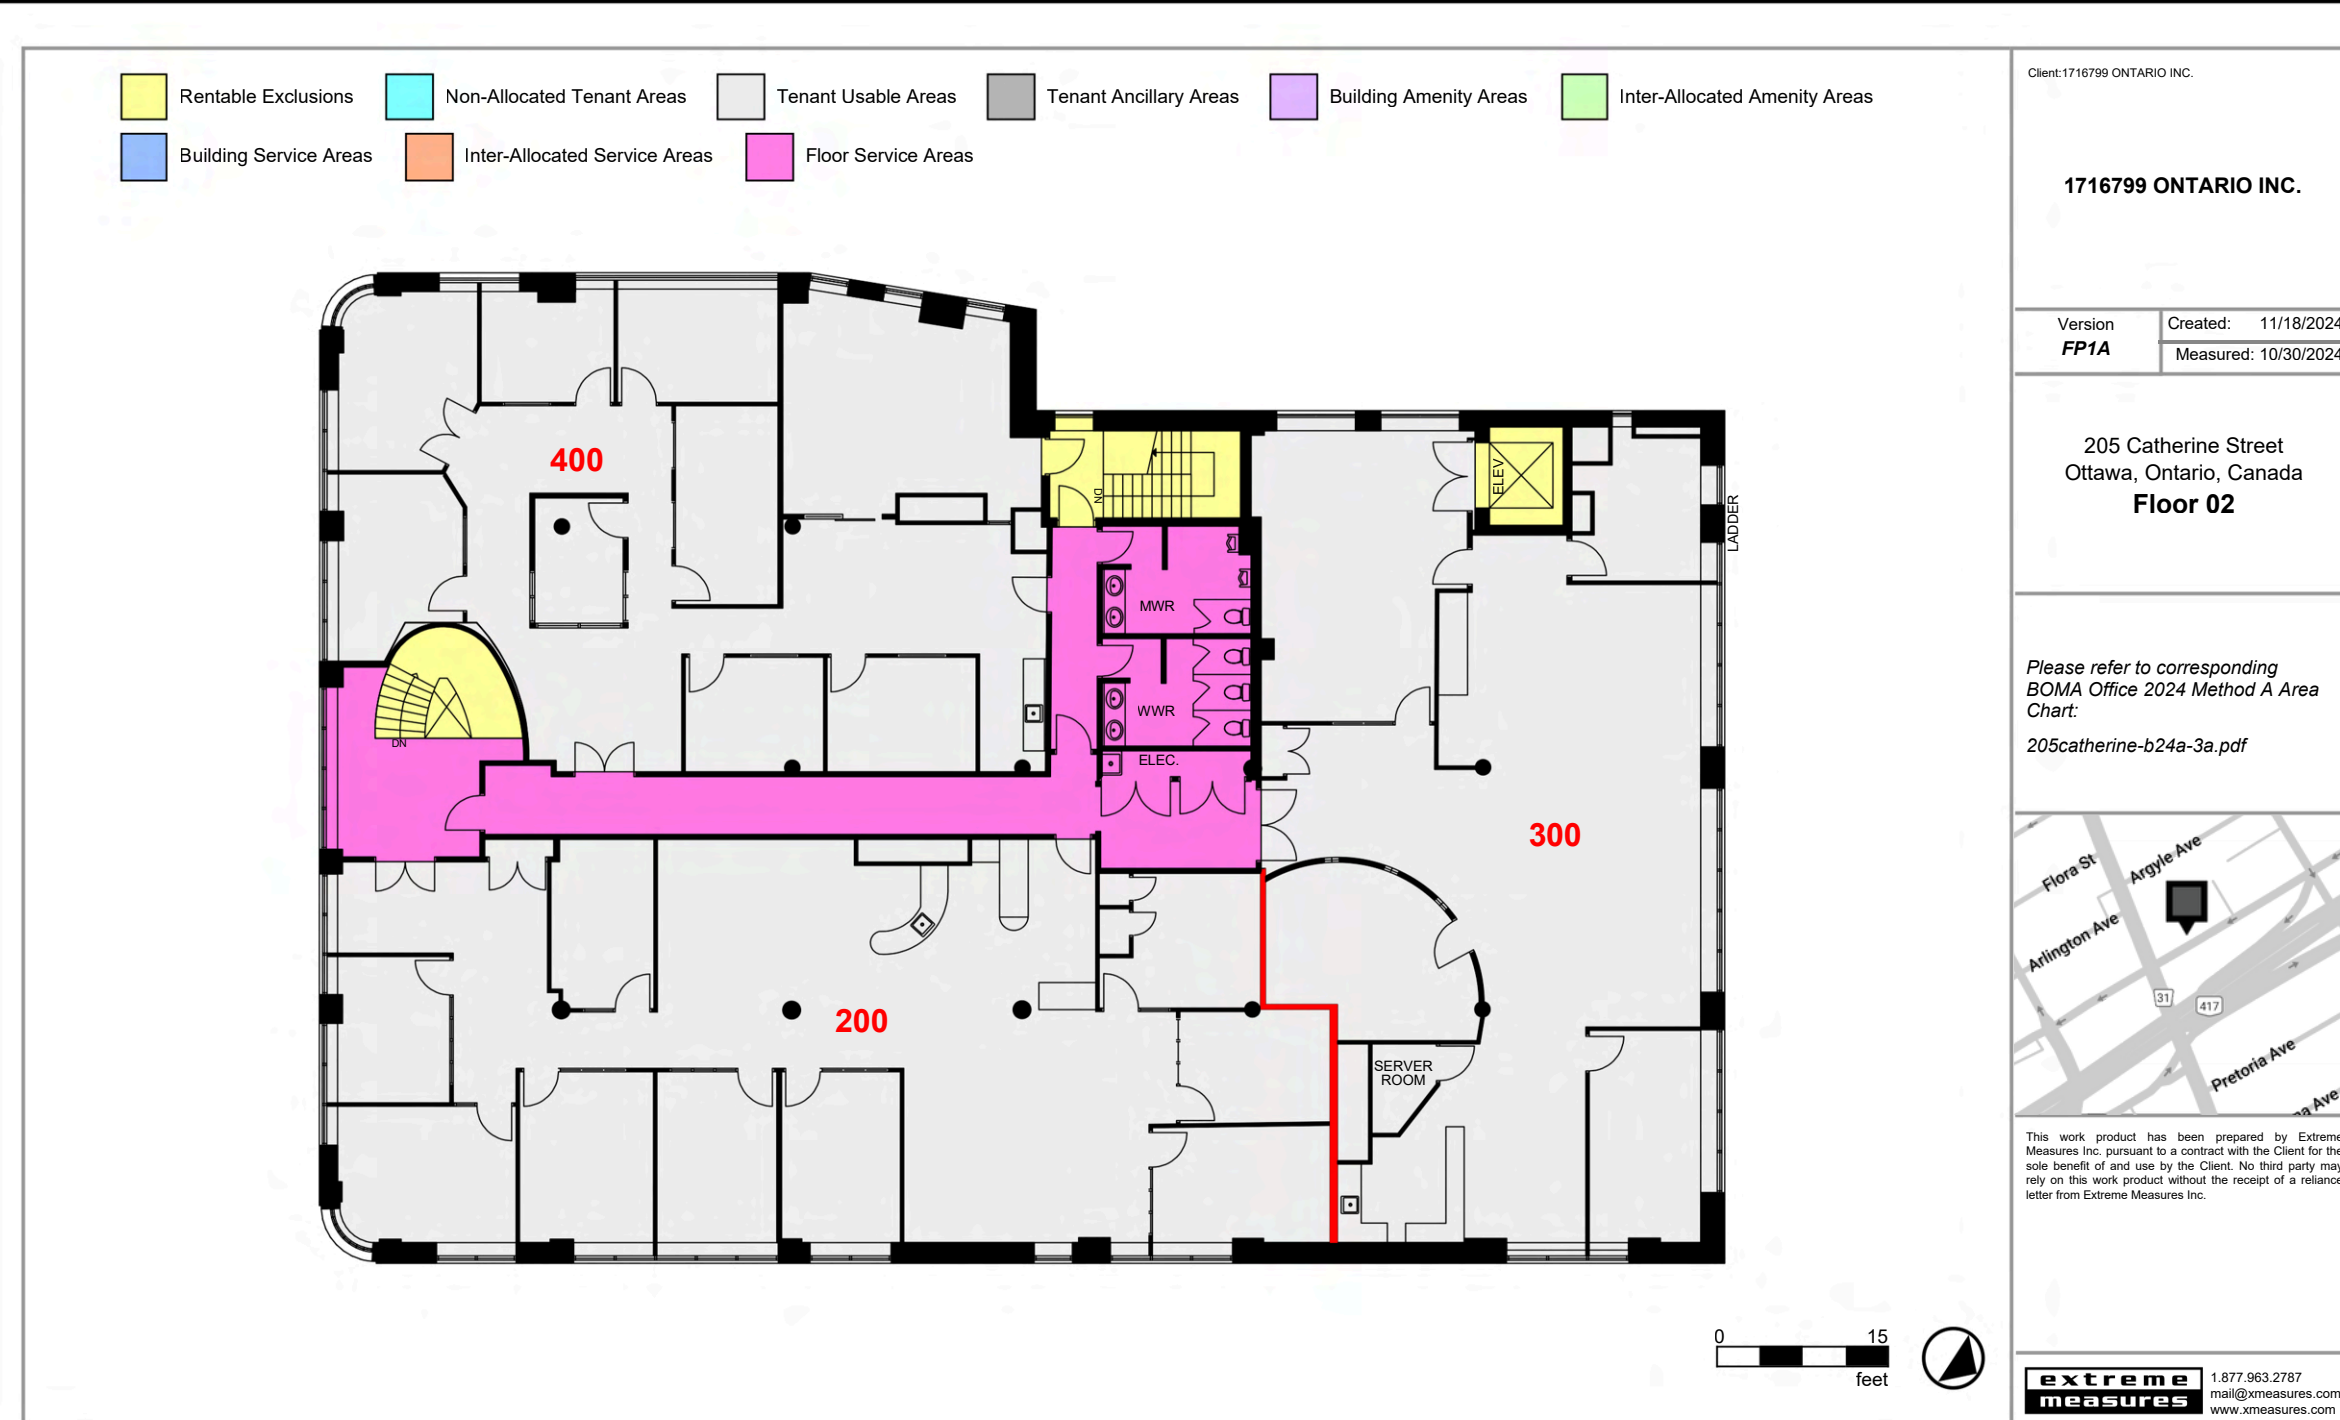 Rentable Exclusions
Non-Allocated Tenant Areas
Tenant Usable Areas
Tenant Ancillary Areas
Building Amenity Areas
Inter-Allocated Amenity Areas
Building Service Areas
Inter-Allocated Service Areas
Floor Service Areas
Client:1716799 ONTARIO INC.
1716799 ONTARIO INC.
Version
FP1A
Created: 11/18/2024
Measured: 10/30/2024
205 Catherine Street
Ottawa, Ontario, Canada
Floor 02
Please refer to corresponding
BOMA Office 2024 Method A Area
Chart:
205catherine-b24a-3a.pdf
400
DN
ELEV
LADDER
MWR
WWR
ELEC.
DN
300
200
SERVER
ROOM
Flora St
Argyle Ave
Arlington Ave
31
417
Pretoria Ave
Ave
This work product has been prepared by Extreme
Measures Inc. pursuant to a contract with the Client for the
sole benefit of and use by the Client. No third party may
rely on this work product without the receipt of a reliance
letter from Extreme Measures Inc.
0 15
feet
extreme
measures
1.877.963.2787
mail@xmeasures.com
www.xmeasures.com